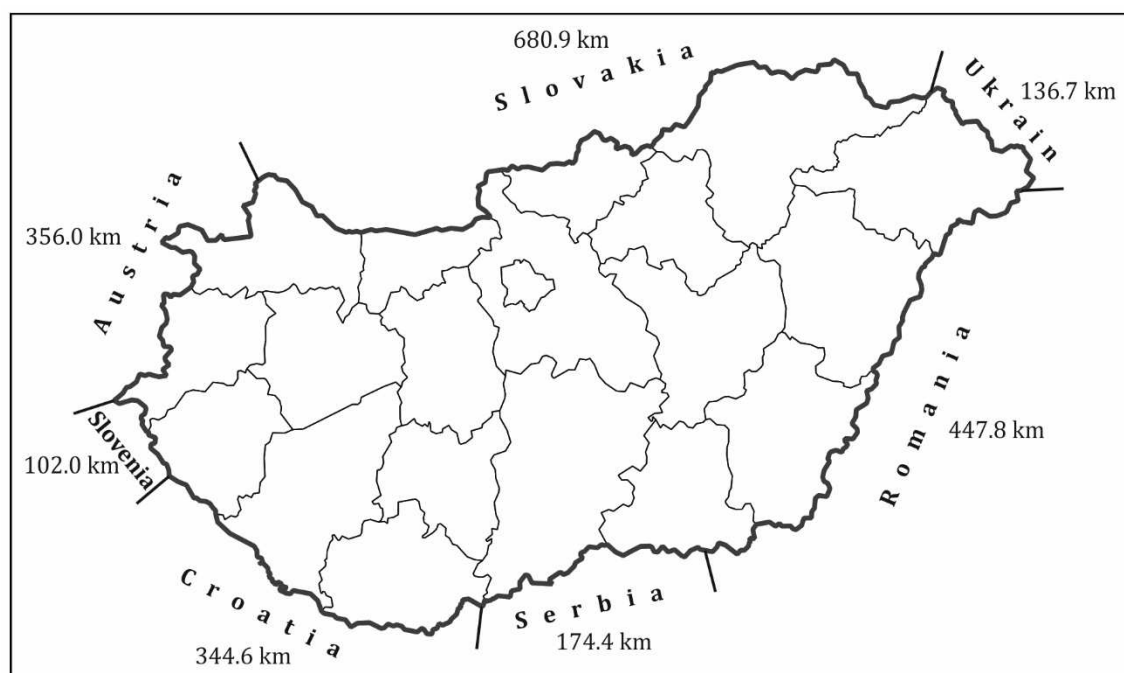 680.9 km
Slovakia
Ukrain
136.7 km
Austria
356.0 km
Romania
447.8 km
Slovenia
102.0 km
Croatia
344.6 km
Serbia
174.4 km